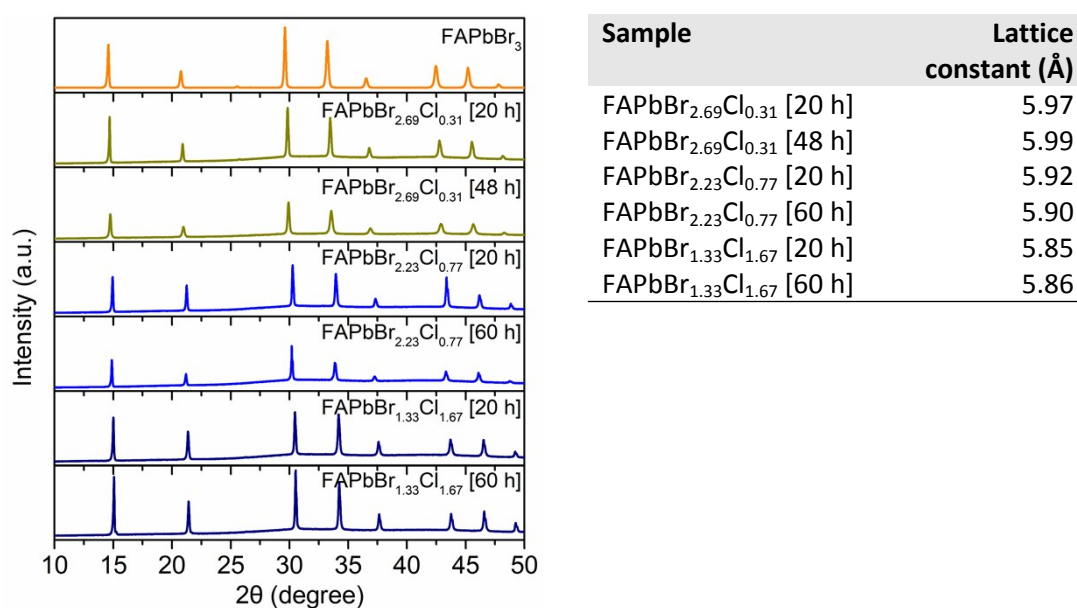 FAPbBr₃
FAPbBr₂.₆₉Cl₀.₃₁ [20 h]
FAPbBr₂.₆₉Cl₀.₃₁ [48 h]
FAPbBr₂.₂₃Cl₀.₇₇ [20 h]
FAPbBr₂.₂₃Cl₀.₇₇ [60 h]
FAPbBr₁.₃₃Cl₁.₆₇ [20 h]
FAPbBr₁.₃₃Cl₁.₆₇ [60 h]
Intensity (a.u.)
10 15 20 25 30 35 40 45 50
2θ (degree)
Sample Lattice
constant (Å)
FAPbBr₂.₆₉Cl₀.₃₁ [20 h] 5.97
FAPbBr₂.₆₉Cl₀.₃₁ [48 h] 5.99
FAPbBr₂.₂₃Cl₀.₇₇ [20 h] 5.92
FAPbBr₂.₂₃Cl₀.₇₇ [60 h] 5.90
FAPbBr₁.₃₃Cl₁.₆₇ [20 h] 5.85
FAPbBr₁.₃₃Cl₁.₆₇ [60 h] 5.86